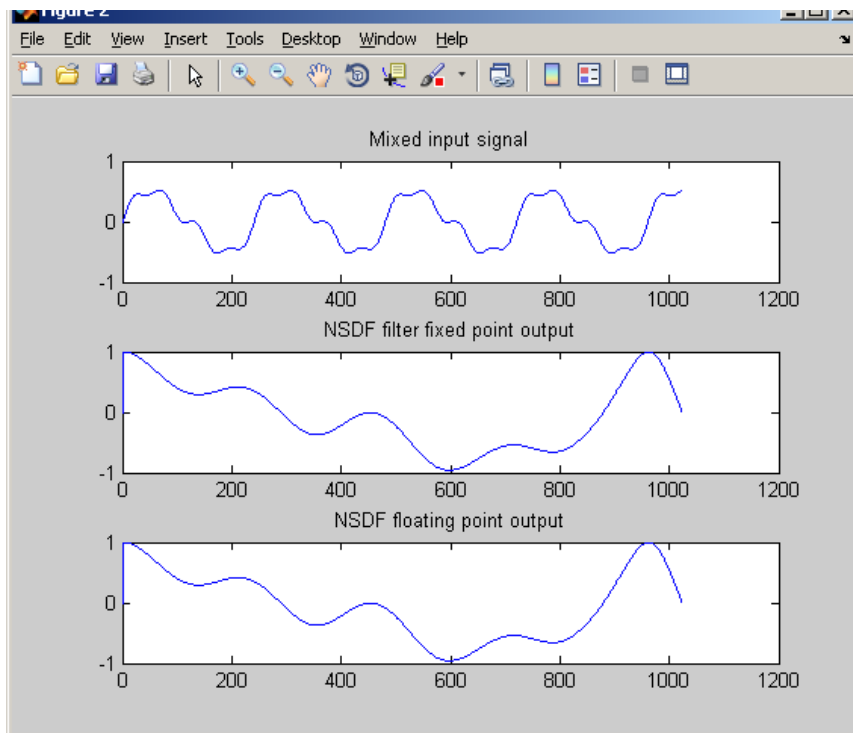 Figure 2
File Edit View Insert Tools Desktop Window Help
Mixed input signal
1
0
-1
0 200 400 600 800 1000 1200
NSDF filter fixed point output
1
0
-1
0 200 400 600 800 1000 1200
NSDF floating point output
1
0
-1
0 200 400 600 800 1000 1200